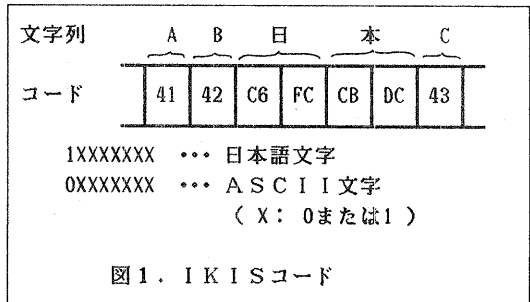 文字列 A B 日 本 C
コード 41 42 C6 FC CB DC 43
1XXXXXXX … 日本語文字
0XXXXXXX … ASCII文字
( X: 0または1 )
図1. IKISコード